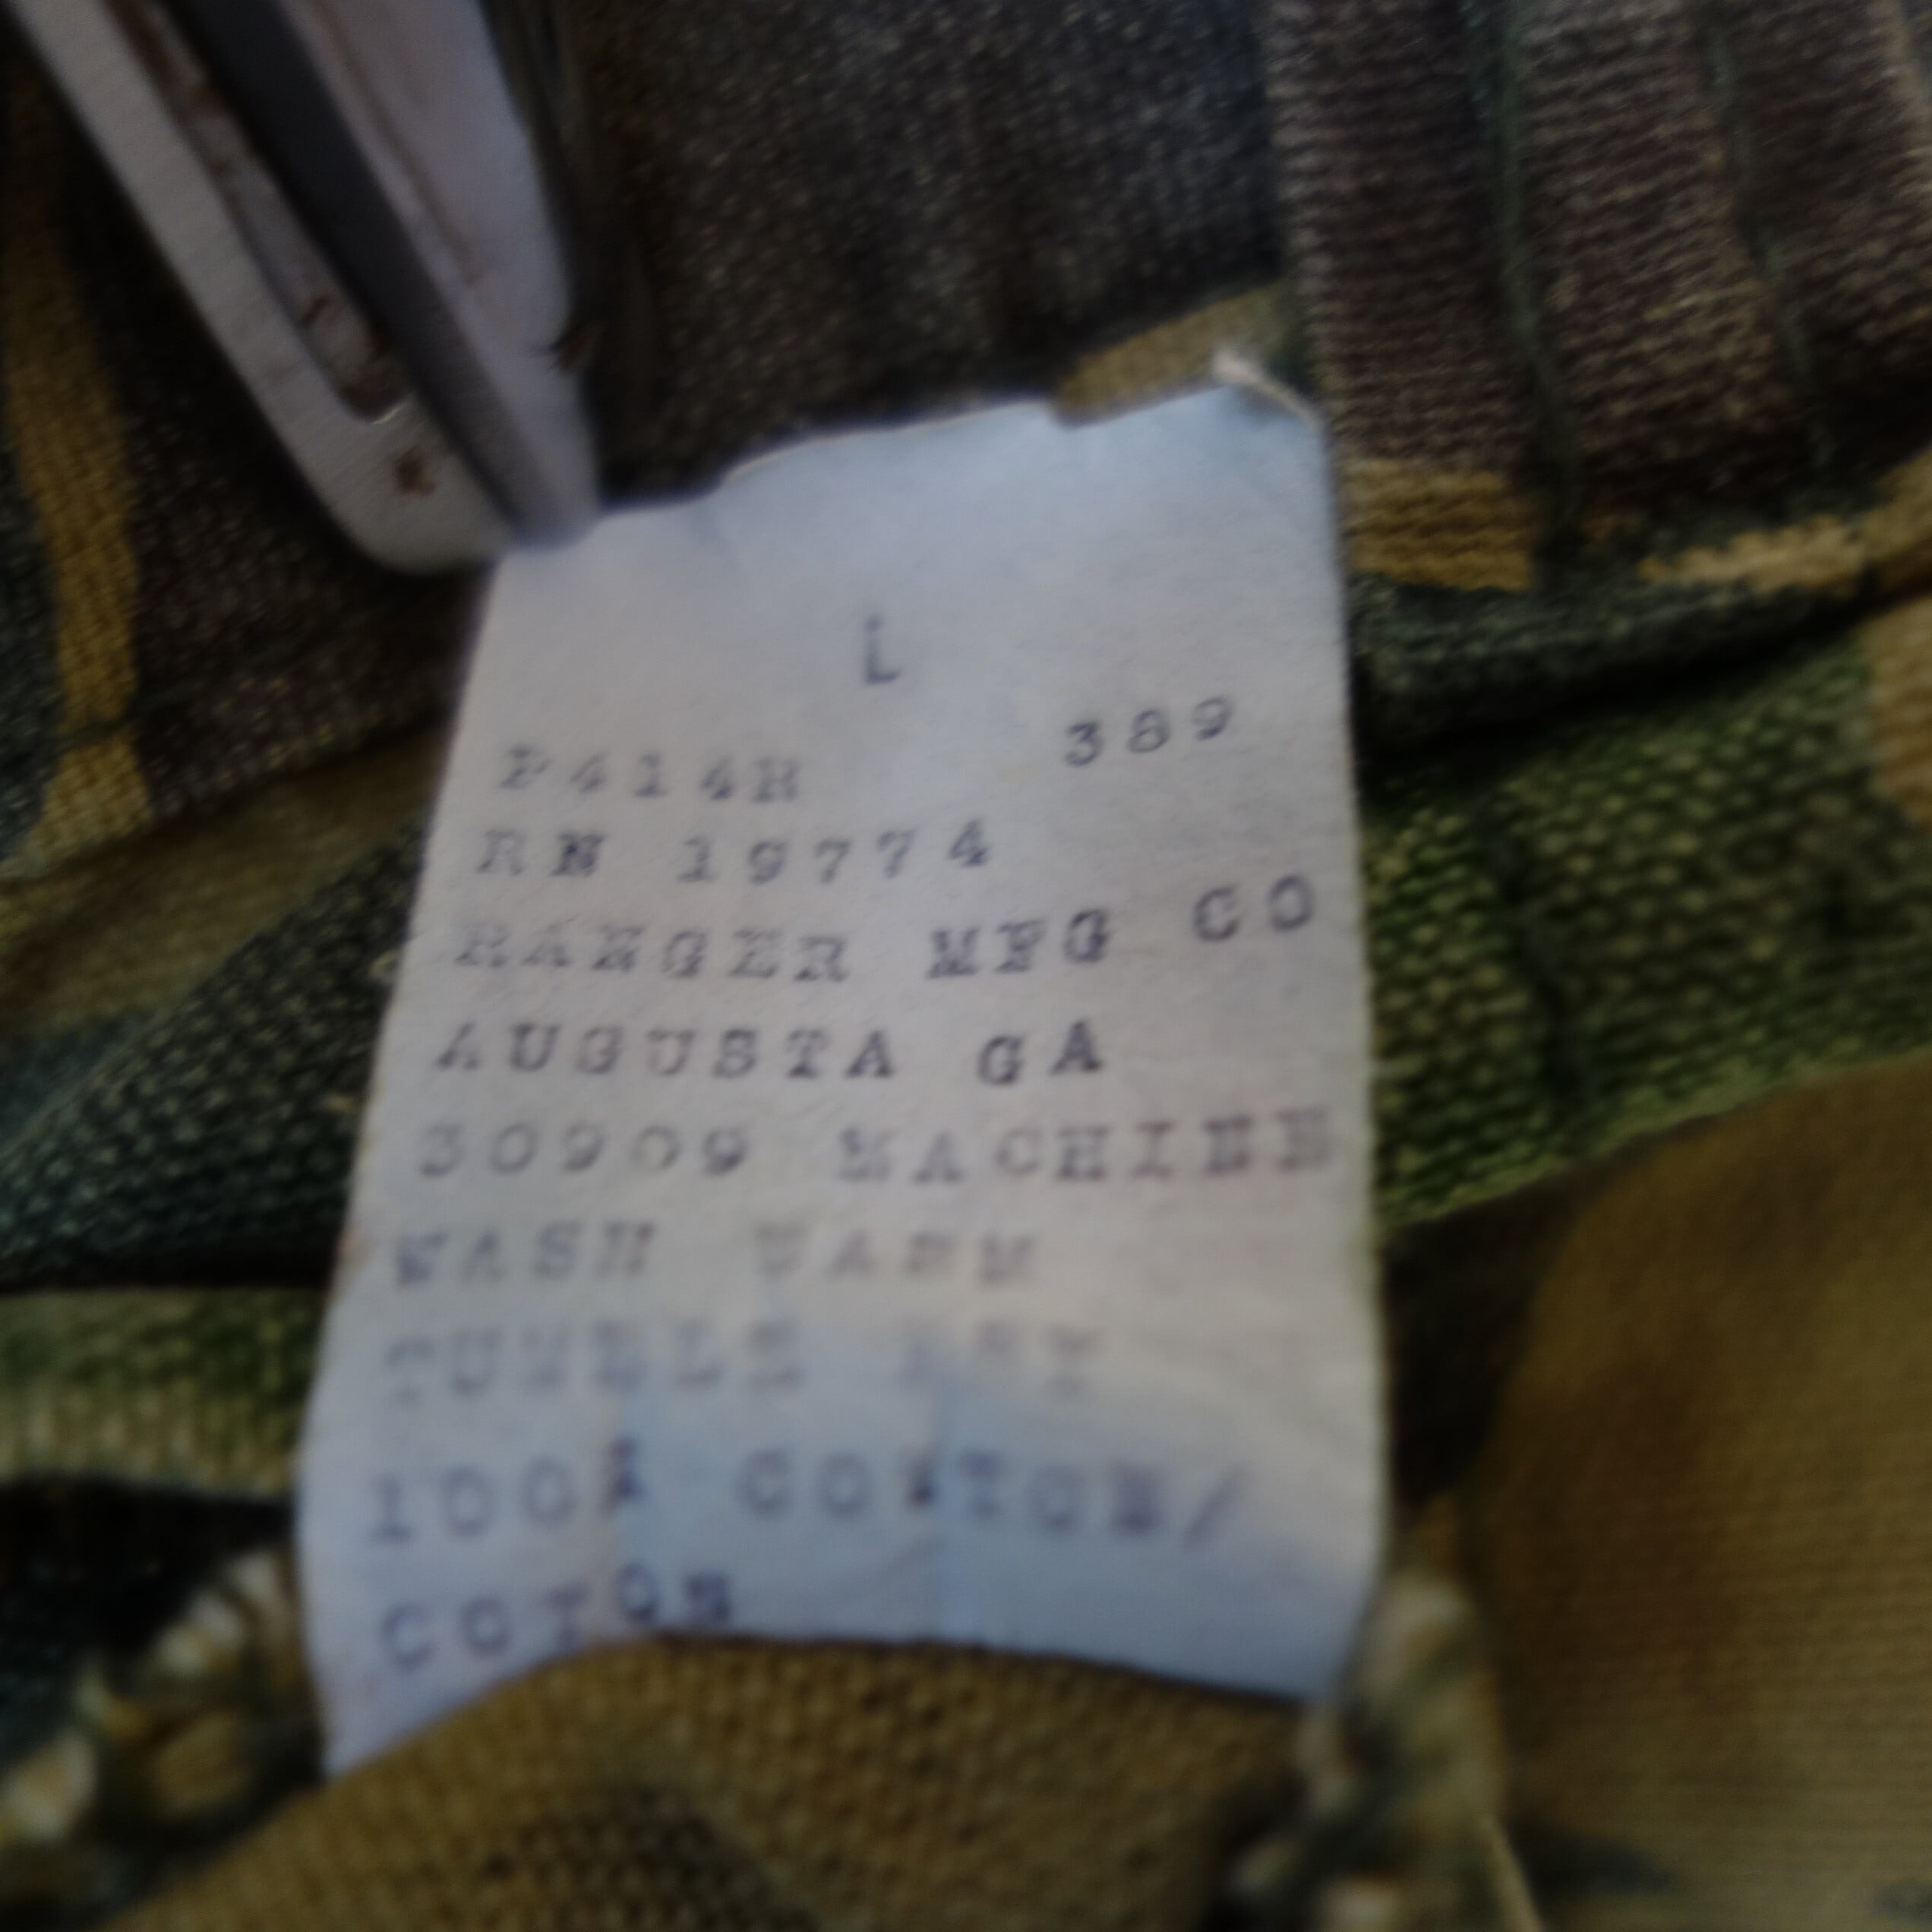 L
P414R 389
RN 19774
RANGER MFG CO
AUGUSTA GA
30909 MACHINE
WASH WARM
TUMBLE DRY
100% COTTON/
COTON